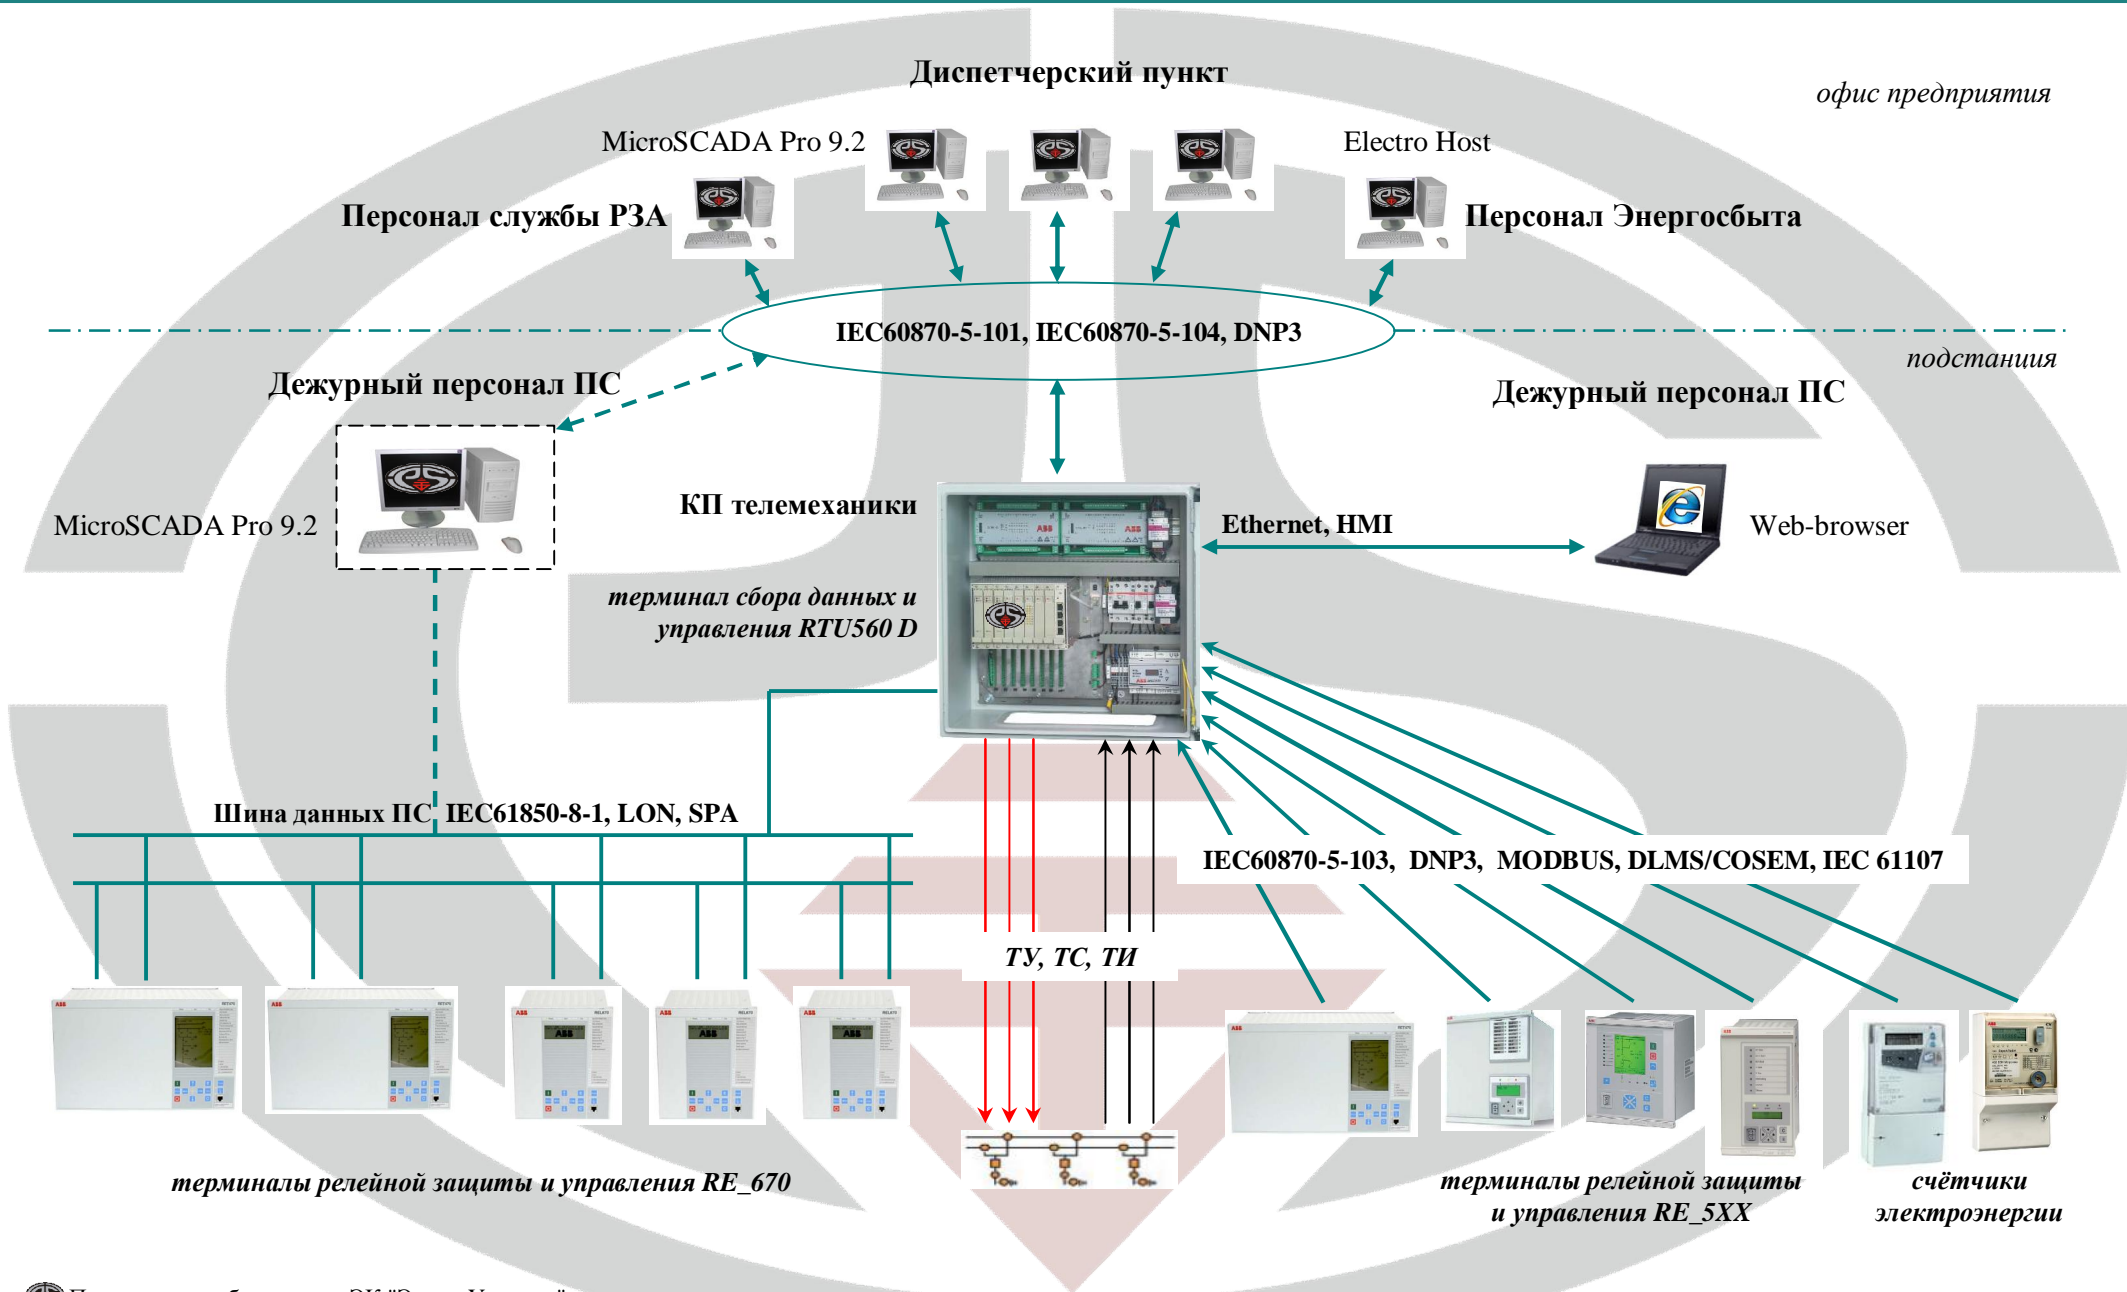 Диспетчерский пункт
офис предприятия
MicroSCADA Pro 9.2
Electro Host
Персонал службы РЗА
Персонал Энергосбыта
IEC60870-5-101, IEC60870-5-104, DNP3
подстанция
Дежурный персонал ПС
Дежурный персонал ПС
КП телемеханики
Ethernet, HMI
MicroSCADA Pro 9.2
Web-browser
терминал сбора данных и
управления RTU560 D
Шина данных ПС IEC61850-8-1, LON, SPA
IEC60870-5-103, DNP3, MODBUS, DLMS/COSEM, IEC 61107
ТУ, ТС, ТИ
терминалы релейной защиты и управления RE_670
терминалы релейной защиты
и управления RE_5XX
счётчики
электроэнергии